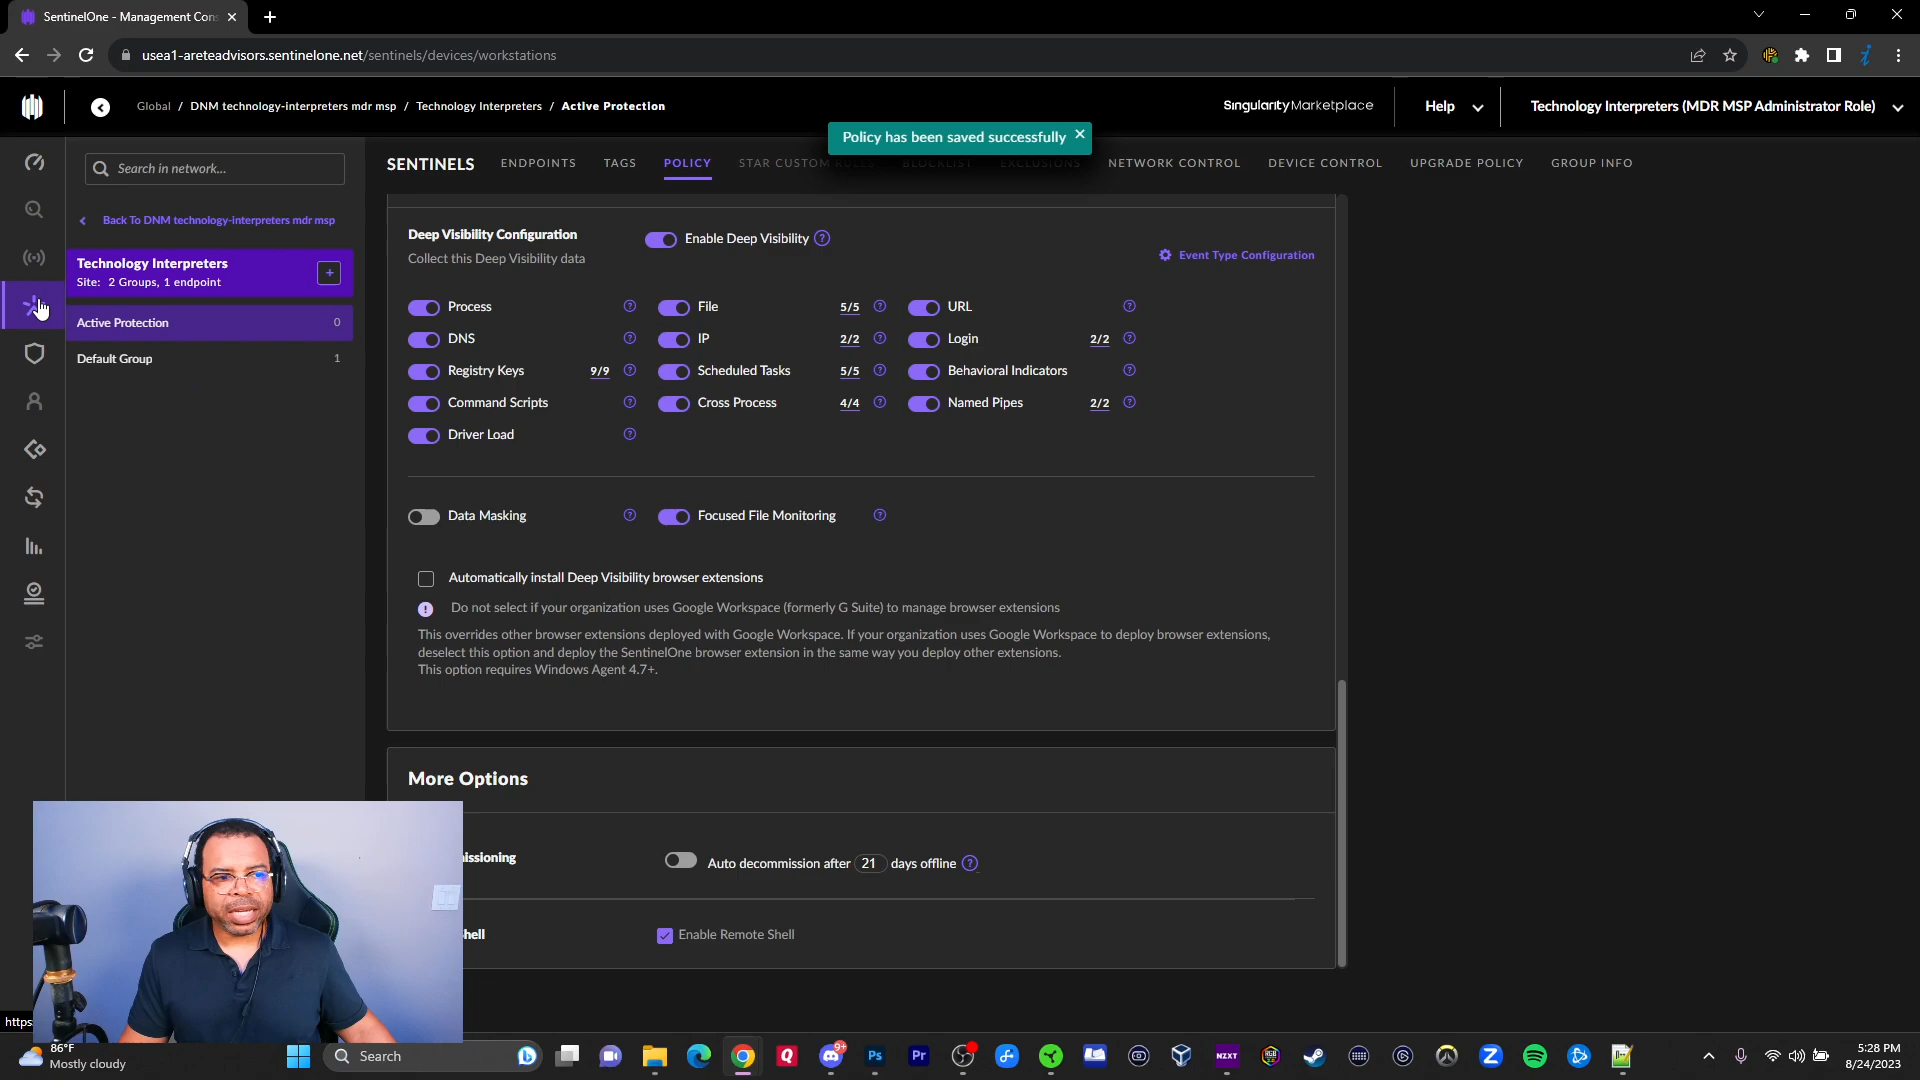 SentinelOne - Management Con
usea1-areteadvisors.sentinelone.net/sentinels/devices/workstations
Global / DNM technology-interpreters mdr msp / Technology Interpreters / Active Protection
Singularity Marketplace
Help
Technology Interpreters (MDR MSP Administrator Role)
Policy has been saved successfully
Search in network...
SENTINELS
ENDPOINTS
TAGS
POLICY
STAR CUSTOM RULES
BLOCKLIST
EXCLUSIONS
NETWORK CONTROL
DEVICE CONTROL
UPGRADE POLICY
GROUP INFO
Back To DNM technology-interpreters mdr msp
Technology Interpreters
Site: 2 Groups, 1 endpoint
+
Active Protection 0
Default Group 1
Deep Visibility Configuration
Collect this Deep Visibility data
Enable Deep Visibility ?
Event Type Configuration
Process ? File 5/5 ? URL ?
DNS ? IP 2/2 ? Login 2/2 ?
Registry Keys 9/9 ? Scheduled Tasks 5/5 ? Behavioral Indicators ?
Command Scripts ? Cross Process 4/4 ? Named Pipes 2/2 ?
Driver Load ?
Data Masking ? Focused File Monitoring ?
Automatically install Deep Visibility browser extensions
! Do not select if your organization uses Google Workspace (formerly G Suite) to manage browser extensions
This overrides other browser extensions deployed with Google Workspace. If your organization uses Google Workspace to deploy browser extensions,
deselect this option and deploy the SentinelOne browser extension in the same way you deploy other extensions.
This option requires Windows Agent 4.7+.
More Options
issioning
Auto decommission after 21 days offline ?
hell
Enable Remote Shell
https
86°F
Mostly cloudy
Search
9+
Ps
Pr
NZXT
Z
5:28 PM
8/24/2023